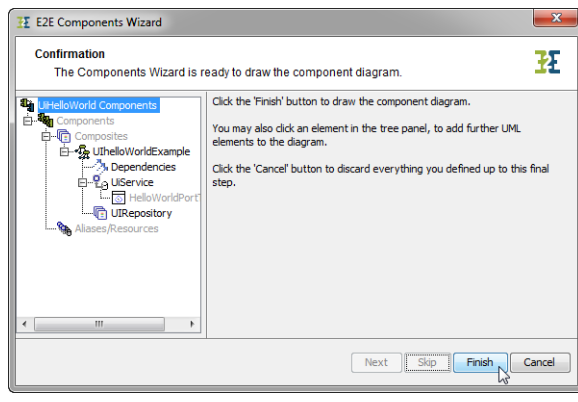 E2E Components Wizard
Confirmation
The Components Wizard is ready to draw the component diagram.
E2E
UiHelloWorld Components
Components
Composites
UIhelloWorldExample
Dependencies
UiService
HelloWorldPortT
UIRepository
Aliases/Resources
Click the 'Finish' button to draw the component diagram.
You may also click an element in the tree panel, to add further UML
elements to the diagram.
Click the 'Cancel' button to discard everything you defined up to this final
step.
Next Skip Finish Cancel